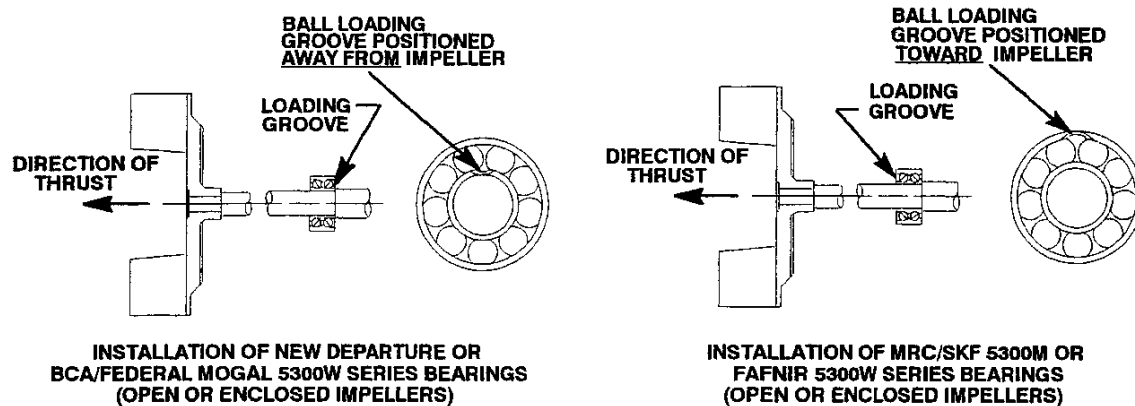 BALL LOADING
GROOVE POSITIONED
AWAY FROM IMPELLER
LOADING
GROOVE
DIRECTION OF
THRUST
INSTALLATION OF NEW DEPARTURE OR
BCA/FEDERAL MOGAL 5300W SERIES BEARINGS
(OPEN OR ENCLOSED IMPELLERS)
BALL LOADING
GROOVE POSITIONED
TOWARD IMPELLER
LOADING
GROOVE
DIRECTION OF
THRUST
INSTALLATION OF MRC/SKF 5300M OR
FAFNIR 5300W SERIES BEARINGS
(OPEN OR ENCLOSED IMPELLERS)